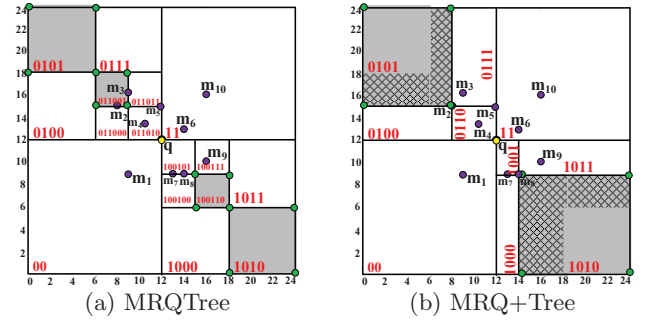 24
22
20
18
16
14
12
10
8
6
4
2
0101
0111
m3
m10
011001
011011
m2
m5
m4
m6
0100
011000
011010
11
q
m1
100101
100111
m9
m7
m8
100100
100110
1011
00
1000
1010
0 2 4 6 8 10 12 14 16 18 20 22 24
(a) MRQTree
24
22
20
18
16
14
12
10
8
6
4
2
0101
0111
m3
m10
m2
m5
m6
0100
0110
m4
11
q
1001
m9
1011
m1
m7
m8
00
1000
1010
0 2 4 6 8 10 12 14 16 18 20 22 24
(b) MRQ+Tree